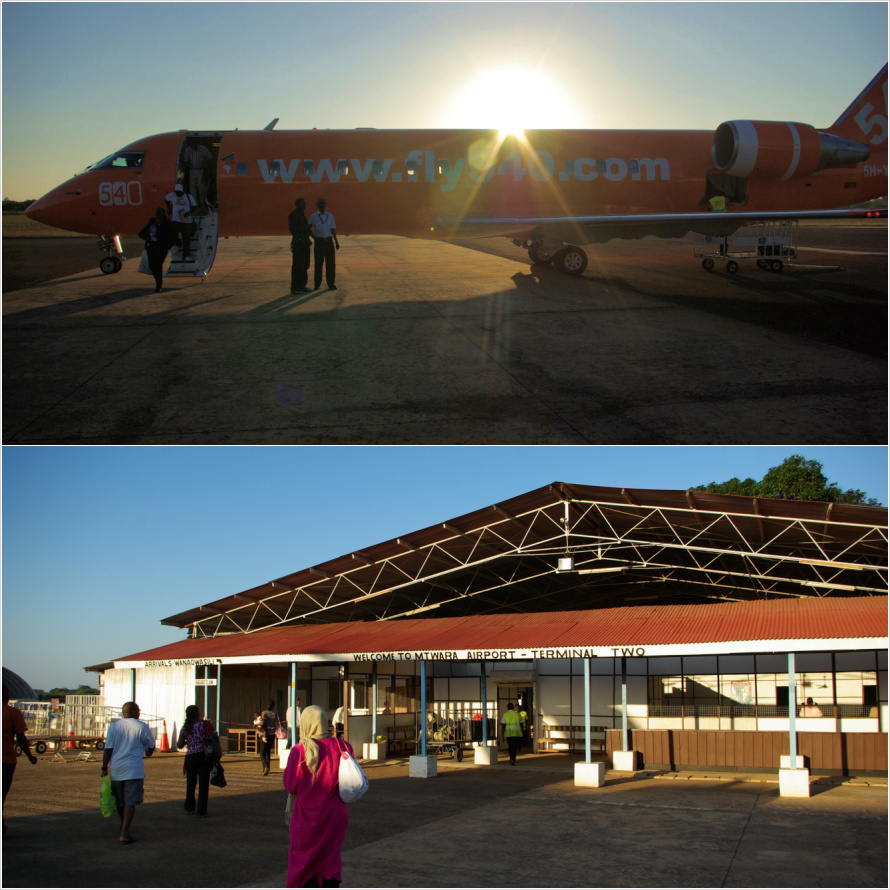 540
www.fly540.com
5H-
ARRIVALS-WANAOWASILI
WELCOME TO MTWARA AIRPORT - TERMINAL TWO